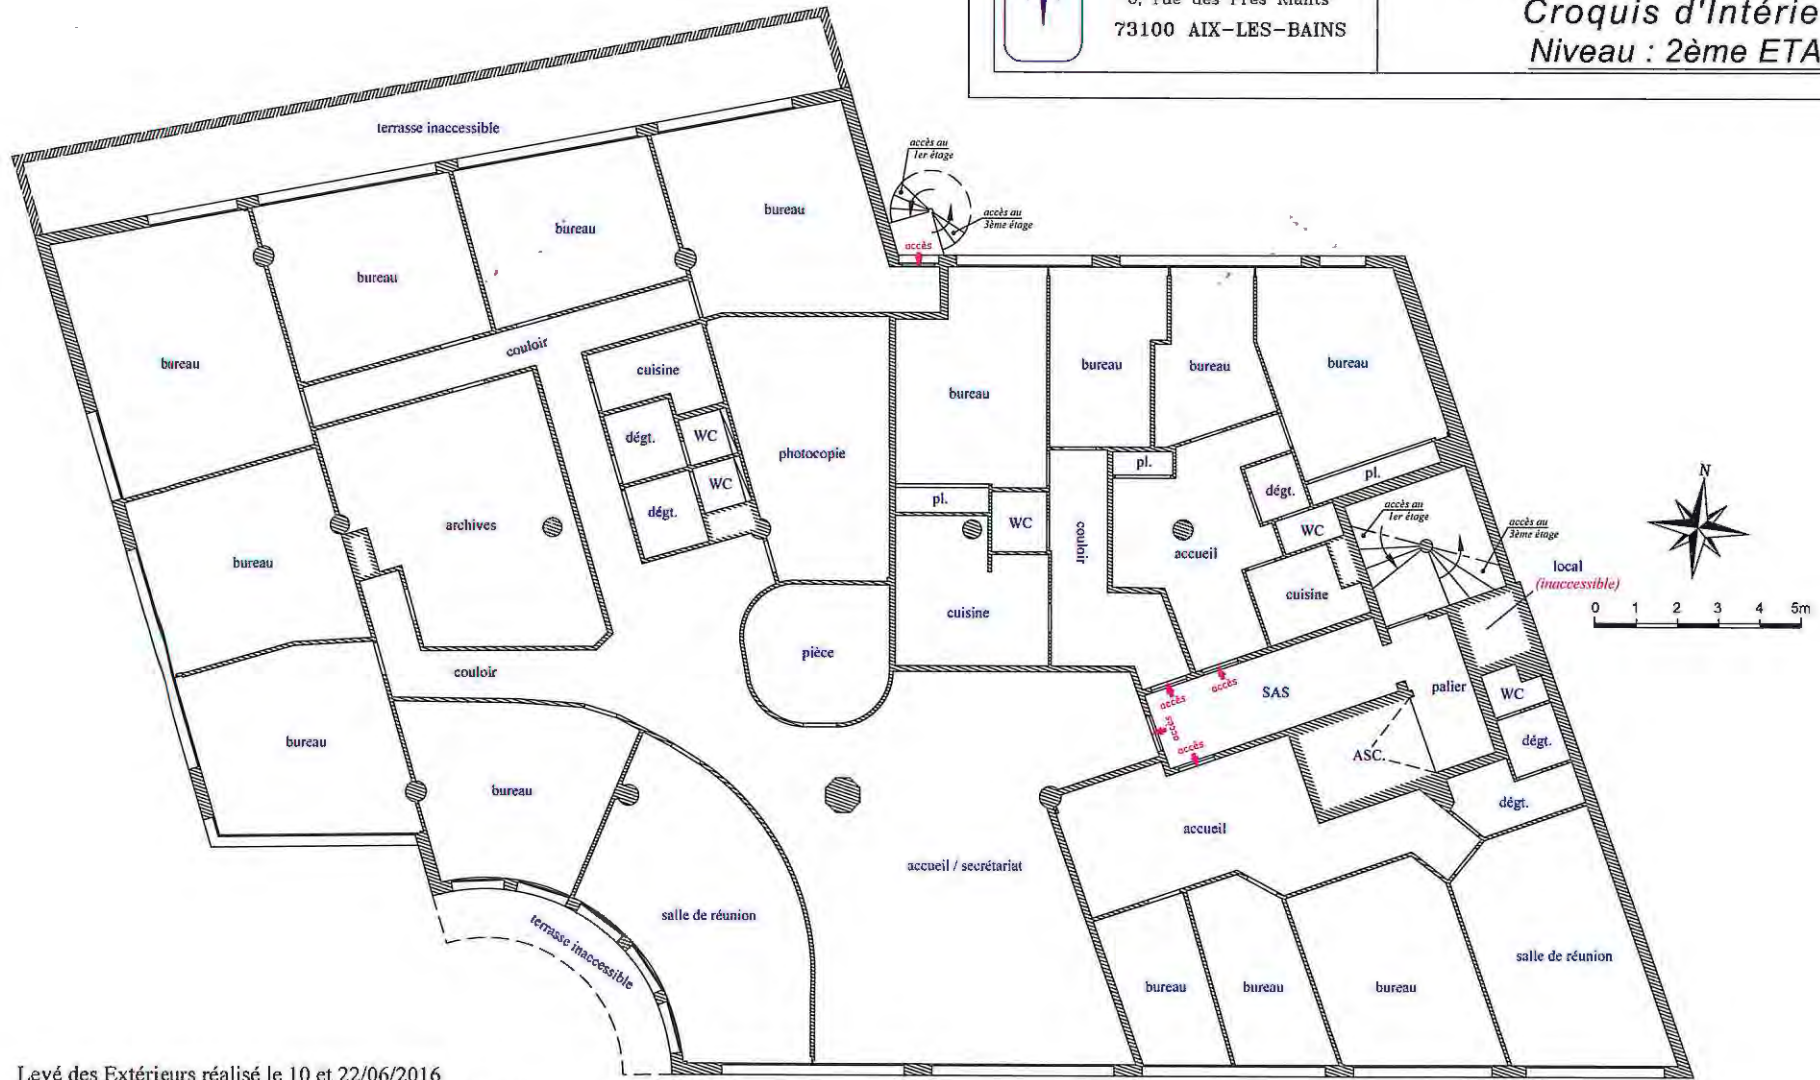 73100 AIX-LES-BAINS
Croquis d'Intérie
Niveau : 2ème ETA
terrasse inaccessible
accès au
1er étage
accès au
3ème étage
accès
bureau
bureau
bureau
bureau
bureau
couloir
cuisine
dégt.
WC
WC
dégt.
photocopie
archives
bureau
bureau
bureau
bureau
bureau
pl.
pl.
pl.
WC
couloir
cuisine
dégt.
WC
accueil
cuisine
accès au
1er étage
accès au
3ème étage
local
(inaccessible)
N
0 1 2 3 4 5m
pièce
couloir
bureau
bureau
accès
accès
accès
accès
SAS
palier
WC
dégt.
ASC.
dégt.
accueil
accueil / secrétariat
salle de réunion
terrasse inaccessible
bureau
bureau
bureau
salle de réunion
Levé des Extérieurs réalisé le 10 et 22/06/2016